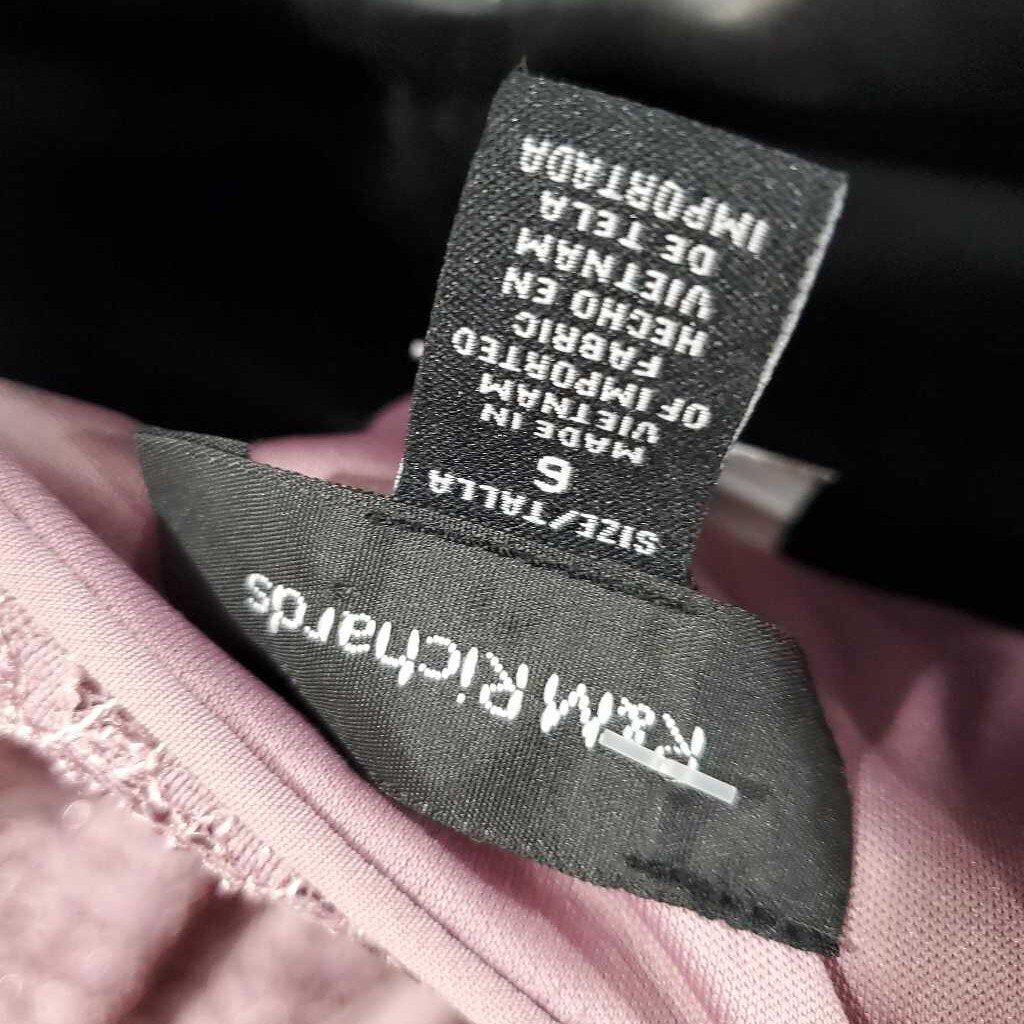 R&M Richards
SIZE/TALLA
6
MADE IN
VIETNAM
OF IMPORTED
FABRIC
HECHO EN
VIETNAM
DE TELA
IMPORTADA